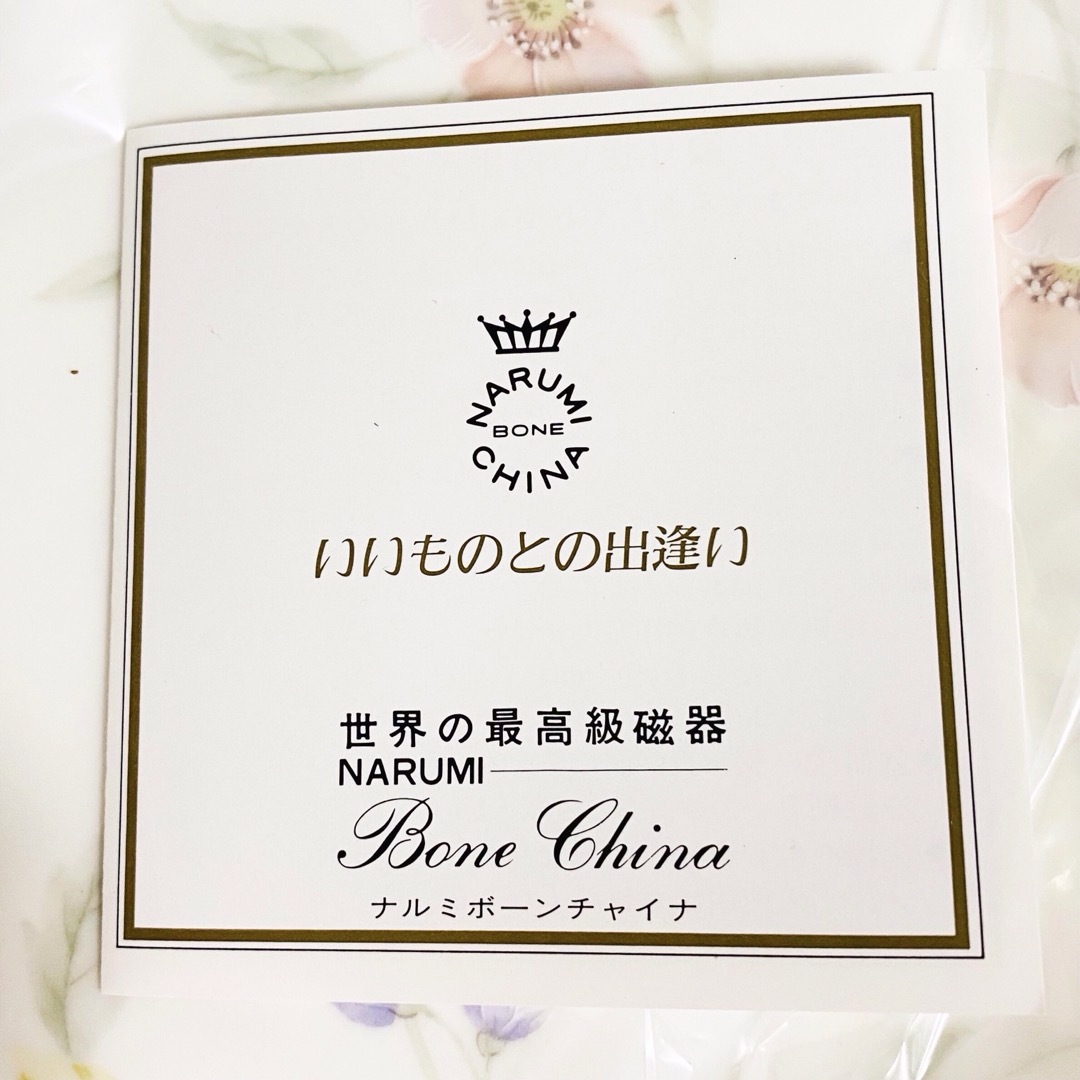 NARUMI
BONE
CHINA
いいものとの出逢い
世界の最高級磁器
NARUMI
Bone China
ナルミボーンチャイナ